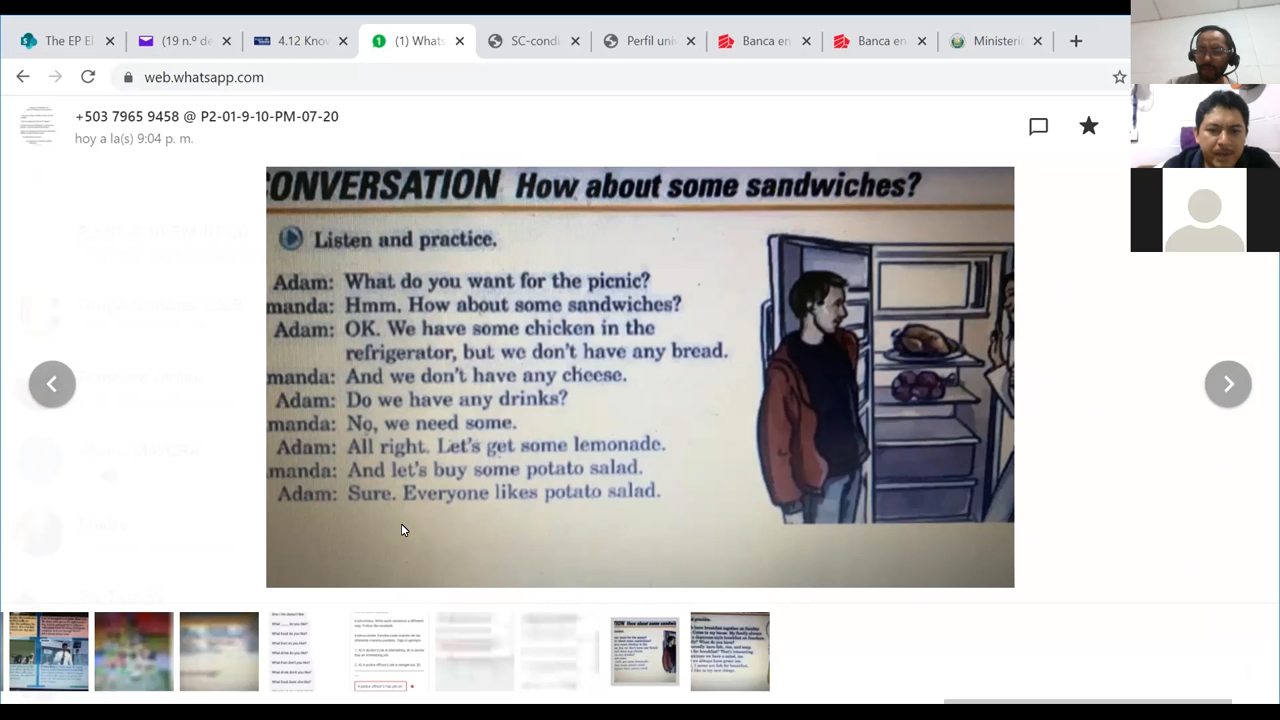 The EP El
(19 n.º de
4.12 Know
(1) Whats
C-condi
Perfil uni
Banca en
Banca en
Ministeri
web.whatsapp.com
+503 7965 9458 @ P2-01-9-10-PM-07-20
hoy a la(s) 9:04 p. m.
ONVERSATION How about some sandwiches?
Listen and practice.
Adam: What do you want for the picnic?
manda: Hmm. How about some sandwiches?
Adam: OK. We have some chicken in the
refrigerator, but we don't have any bread.
manda: And we don't have any cheese.
Adam: Do we have any drinks?
manda: No, we need some.
Adam: All right. Let's get some lemonade.
manda: And let's buy some potato salad.
Adam: Sure. Everyone likes potato salad.